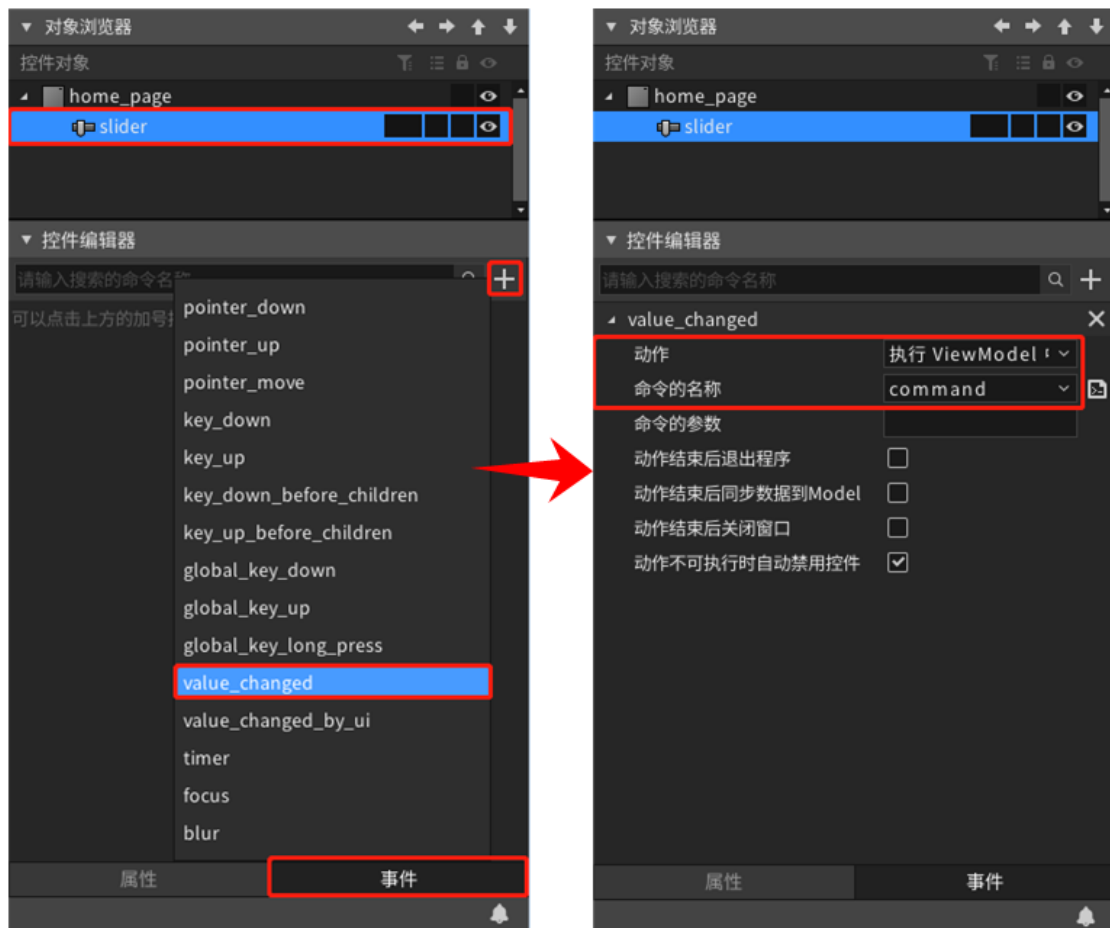 对象浏览器
控件对象
home_page
slider
控件编辑器
请输入搜索的命令名称
可以点击上方的加号
pointer_down
pointer_up
pointer_move
key_down
key_up
key_down_before_children
key_up_before_children
global_key_down
global_key_up
global_key_long_press
value_changed
value_changed_by_ui
timer
focus
blur
属性
事件
对象浏览器
控件对象
home_page
slider
控件编辑器
请输入搜索的命令名称
value_changed
动作
执行 ViewModel
命令的名称
command
命令的参数
动作结束后退出程序
动作结束后同步数据到Model
动作结束后关闭窗口
动作不可执行时自动禁用控件
属性
事件